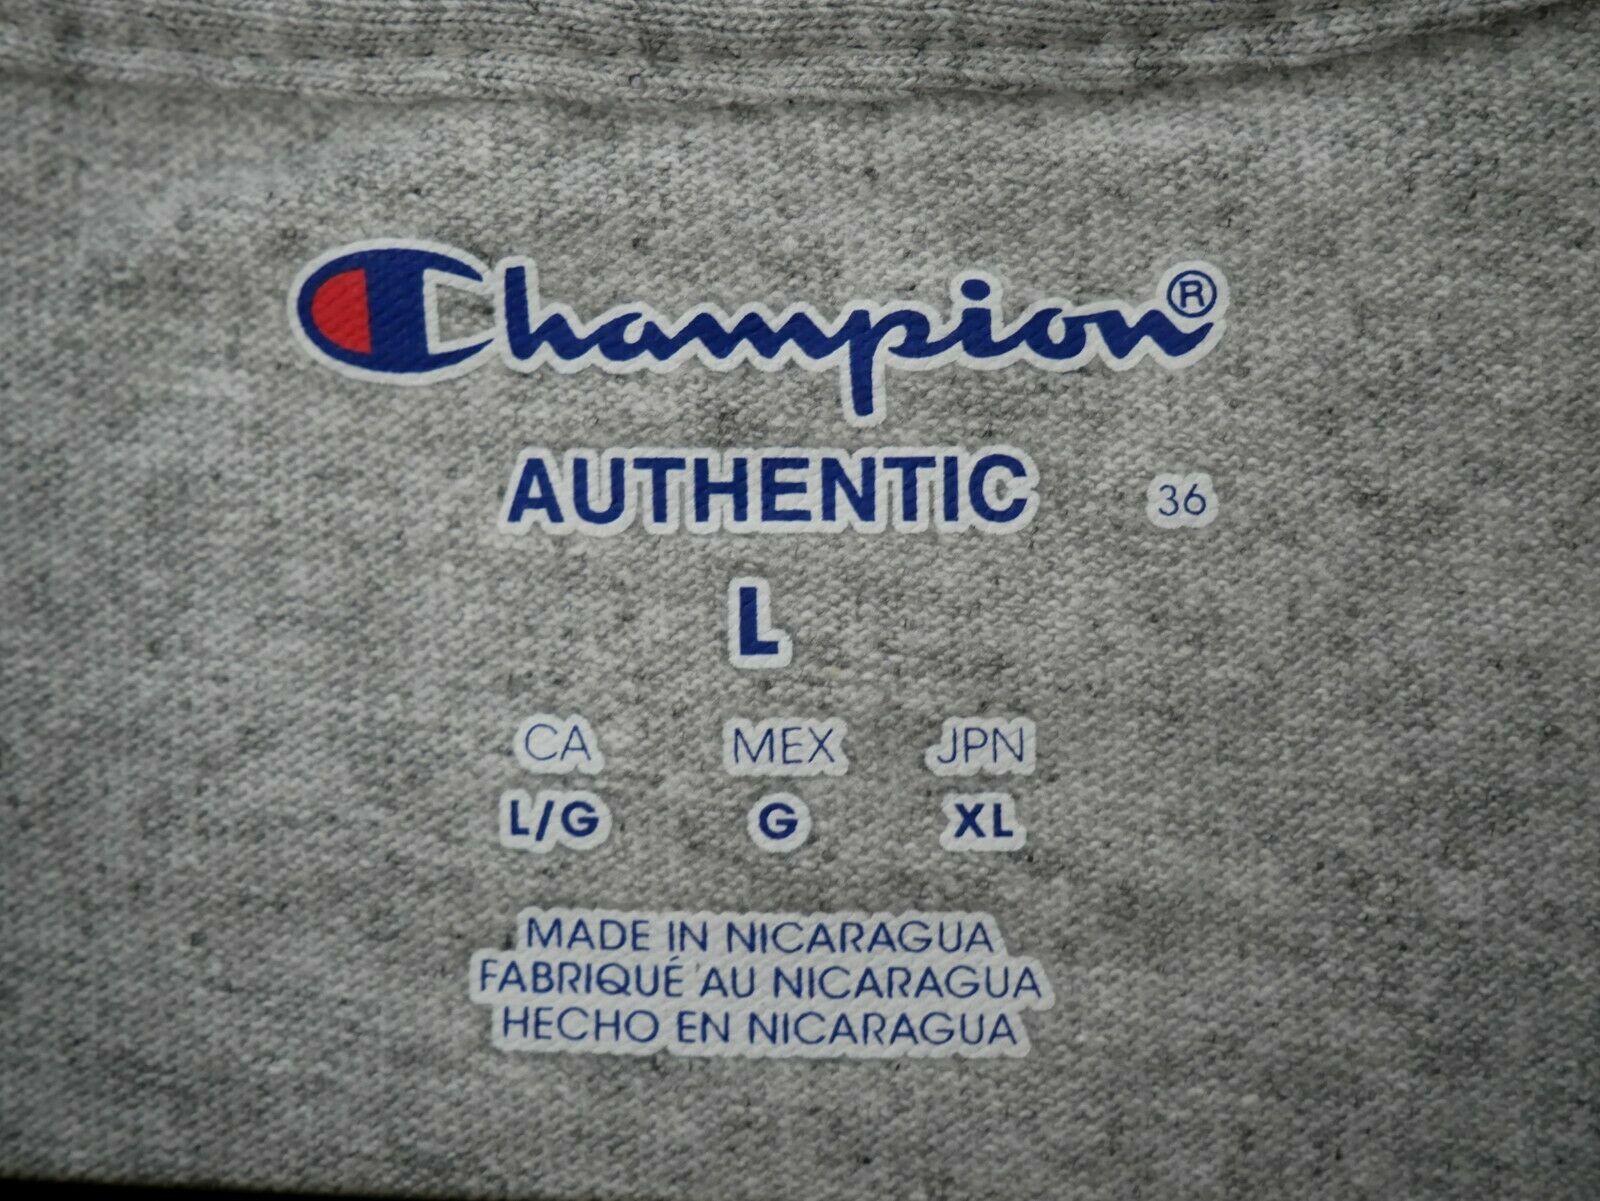 Champion®
AUTHENTIC 36
L
CA MEX JPN
L/G G XL
MADE IN NICARAGUA
FABRIQUÉ AU NICARAGUA
HECHO EN NICARAGUA